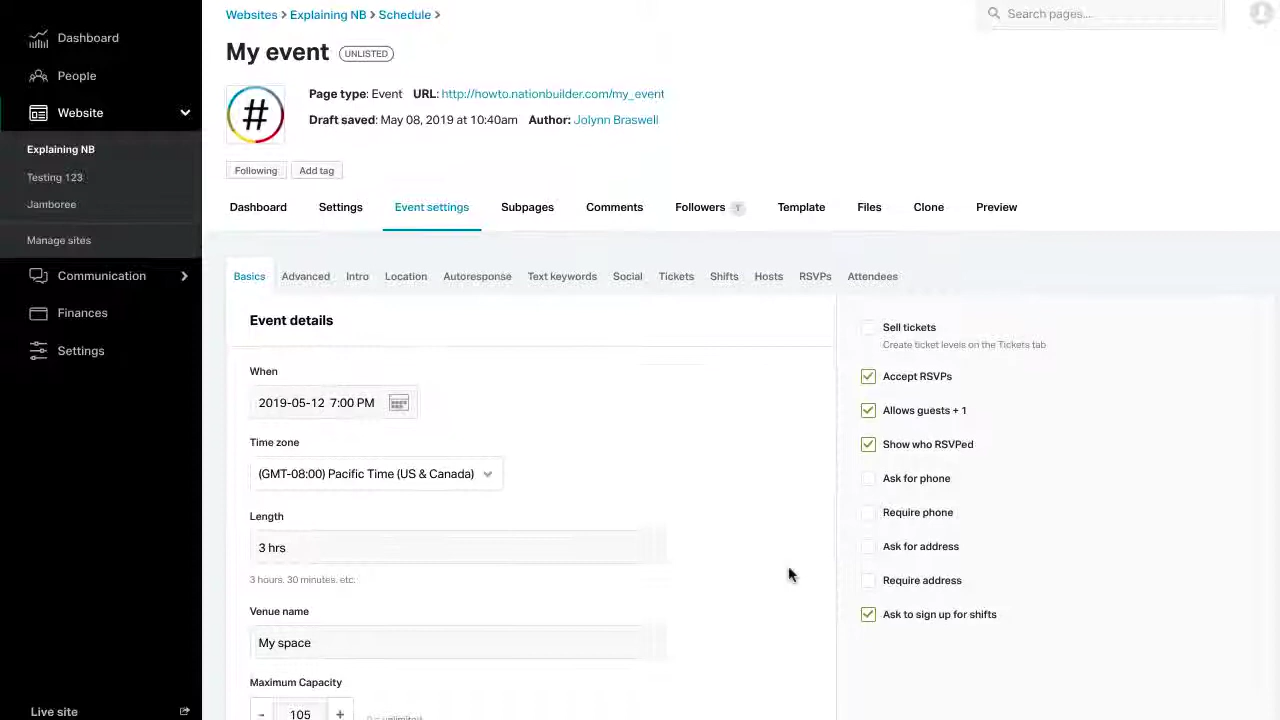 Dashboard
People
Website
Explaining NB
Testing 123
Jamboree
Manage sites
Communication
Finances
Settings
Live site
Websites > Explaining NB > Schedule >
Search pages...
My event UNLISTED
#
Page type: Event URL: http://howto.nationbuilder.com/my_event
Draft saved: May 08, 2019 at 10:40am Author: Jolynn Braswell
Following Add tag
Dashboard Settings Event settings Subpages Comments Followers Template Files Clone Preview
Basics Advanced Intro Location Autoresponse Text keywords Social Tickets Shifts Hosts RSVPs Attendees
Event details
When
2019-05-12 7:00 PM
Time zone
(GMT-08:00) Pacific Time (US & Canada)
Length
3 hrs
3 hours, 30 minutes, etc.
Venue name
My space
Maximum Capacity
- 105 + 0 = unlimited
Sell tickets
Create ticket levels on the Tickets tab
Accept RSVPs
Allows guests + 1
Show who RSVPed
Ask for phone
Require phone
Ask for address
Require address
Ask to sign up for shifts